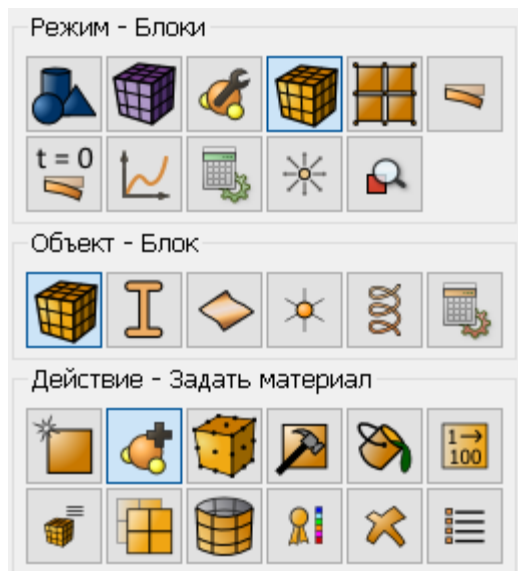 Режим - Блоки
t = 0
Объект - Блок
Действие - Задать материал
1→
100